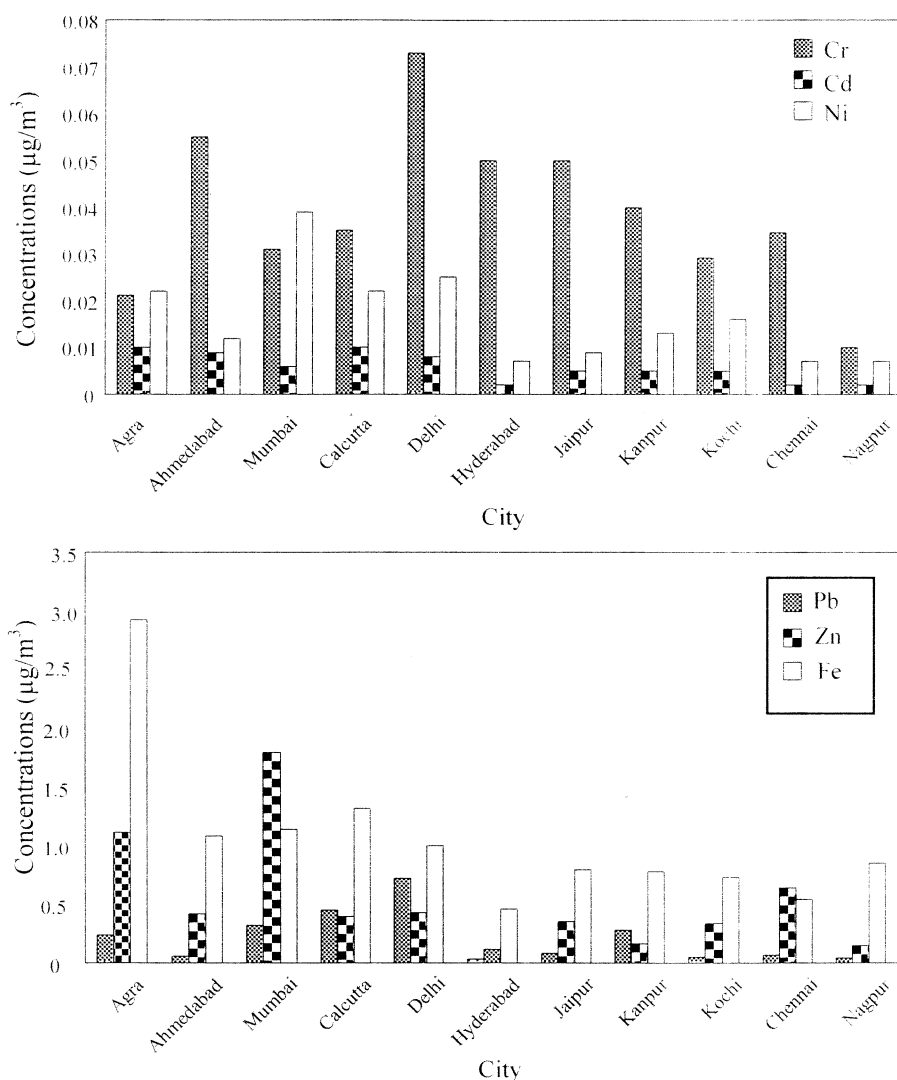 0.08
0.07
0.06
0.05
0.04
0.03
0.02
0.01
0
Concentrations (µg/m³)
Cr
Cd
Ni
Agra
Ahmedabad
Mumbai
Calcutta
Delhi
Hyderabad
Jaipur
Kanpur
Kochi
Chennai
Nagpur
City
3.5
3.0
2.5
2.0
1.5
1.0
0.5
0
Concentrations (µg/m³)
Pb
Zn
Fe
Agra
Ahmedabad
Mumbai
Calcutta
Delhi
Hyderabad
Jaipur
Kanpur
Kochi
Chennai
Nagpur
City